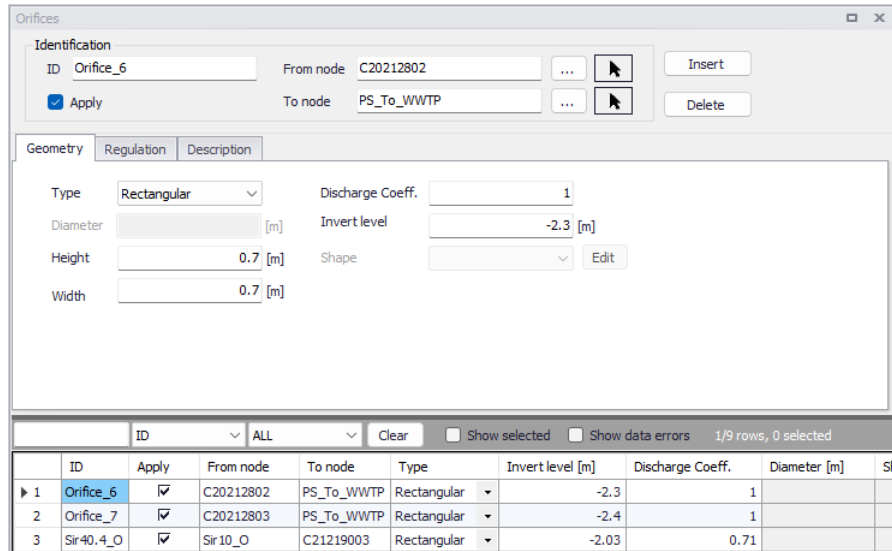 Orifices
Identification
ID Orifice_6 From node C20212802 ... Insert
Apply To node PS_To_WWTP ... Delete
Geometry Regulation Description
Type Rectangular Discharge Coeff. 1
Diameter [m] Invert level -2.3 [m]
Height 0.7 [m] Shape Edit
Width 0.7 [m]
ID ALL Clear Show selected Show data errors 1/9 rows, 0 selected
ID Apply From node To node Type Invert level [m] Discharge Coeff. Diameter [m]
1 Orifice_6 C20212802 PS_To_WWTP Rectangular -2.3 1
2 Orifice_7 C20212803 PS_To_WWTP Rectangular -2.4 1
3 Sir40.4_O Sir10_O C21219003 Rectangular -2.03 0.71